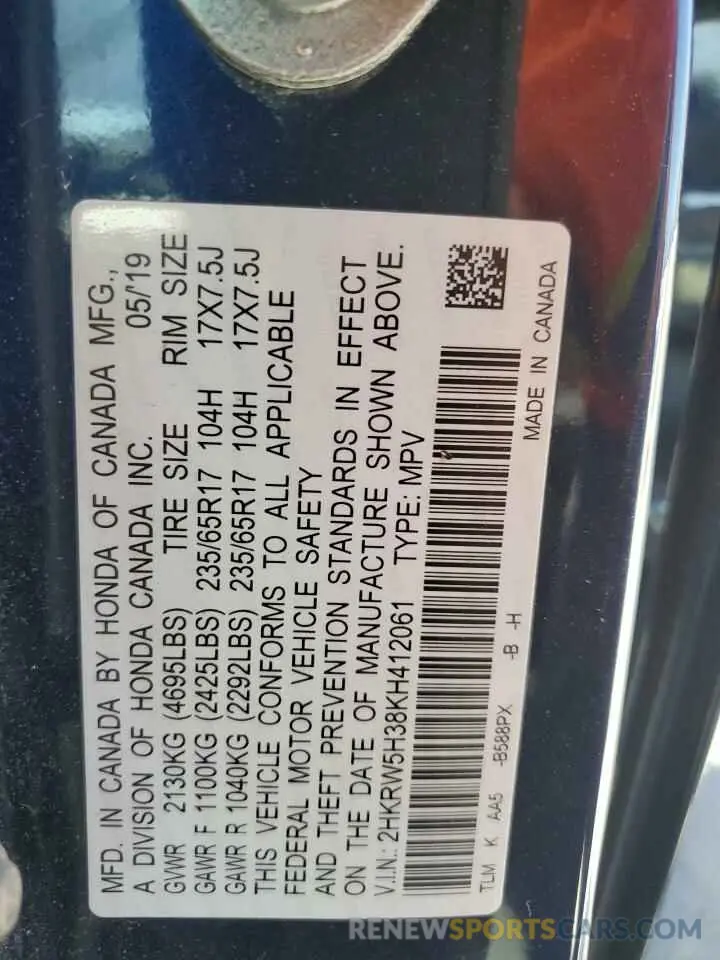 MFD. IN CANADA BY HONDA OF CANADA MFG.,
A DIVISION OF HONDA CANADA INC. 05/'19
GVWR 2130KG (4695LBS) TIRE SIZE RIM SIZE
GAWR F 1100KG (2425LBS) 235/65R17 104H 17X7.5J
GAWR R 1040KG (2292LBS) 235/65R17 104H 17X7.5J
THIS VEHICLE CONFORMS TO ALL APPLICABLE
FEDERAL MOTOR VEHICLE SAFETY
AND THEFT PREVENTION STANDARDS IN EFFECT
ON THE DATE OF MANUFACTURE SHOWN ABOVE.
V.I.N.: 2HKRW5H38KH412061 TYPE: MPV
TLM K AA5 -B588PX -B -H
MADE IN CANADA
RENEWSPORTSCARS.COM